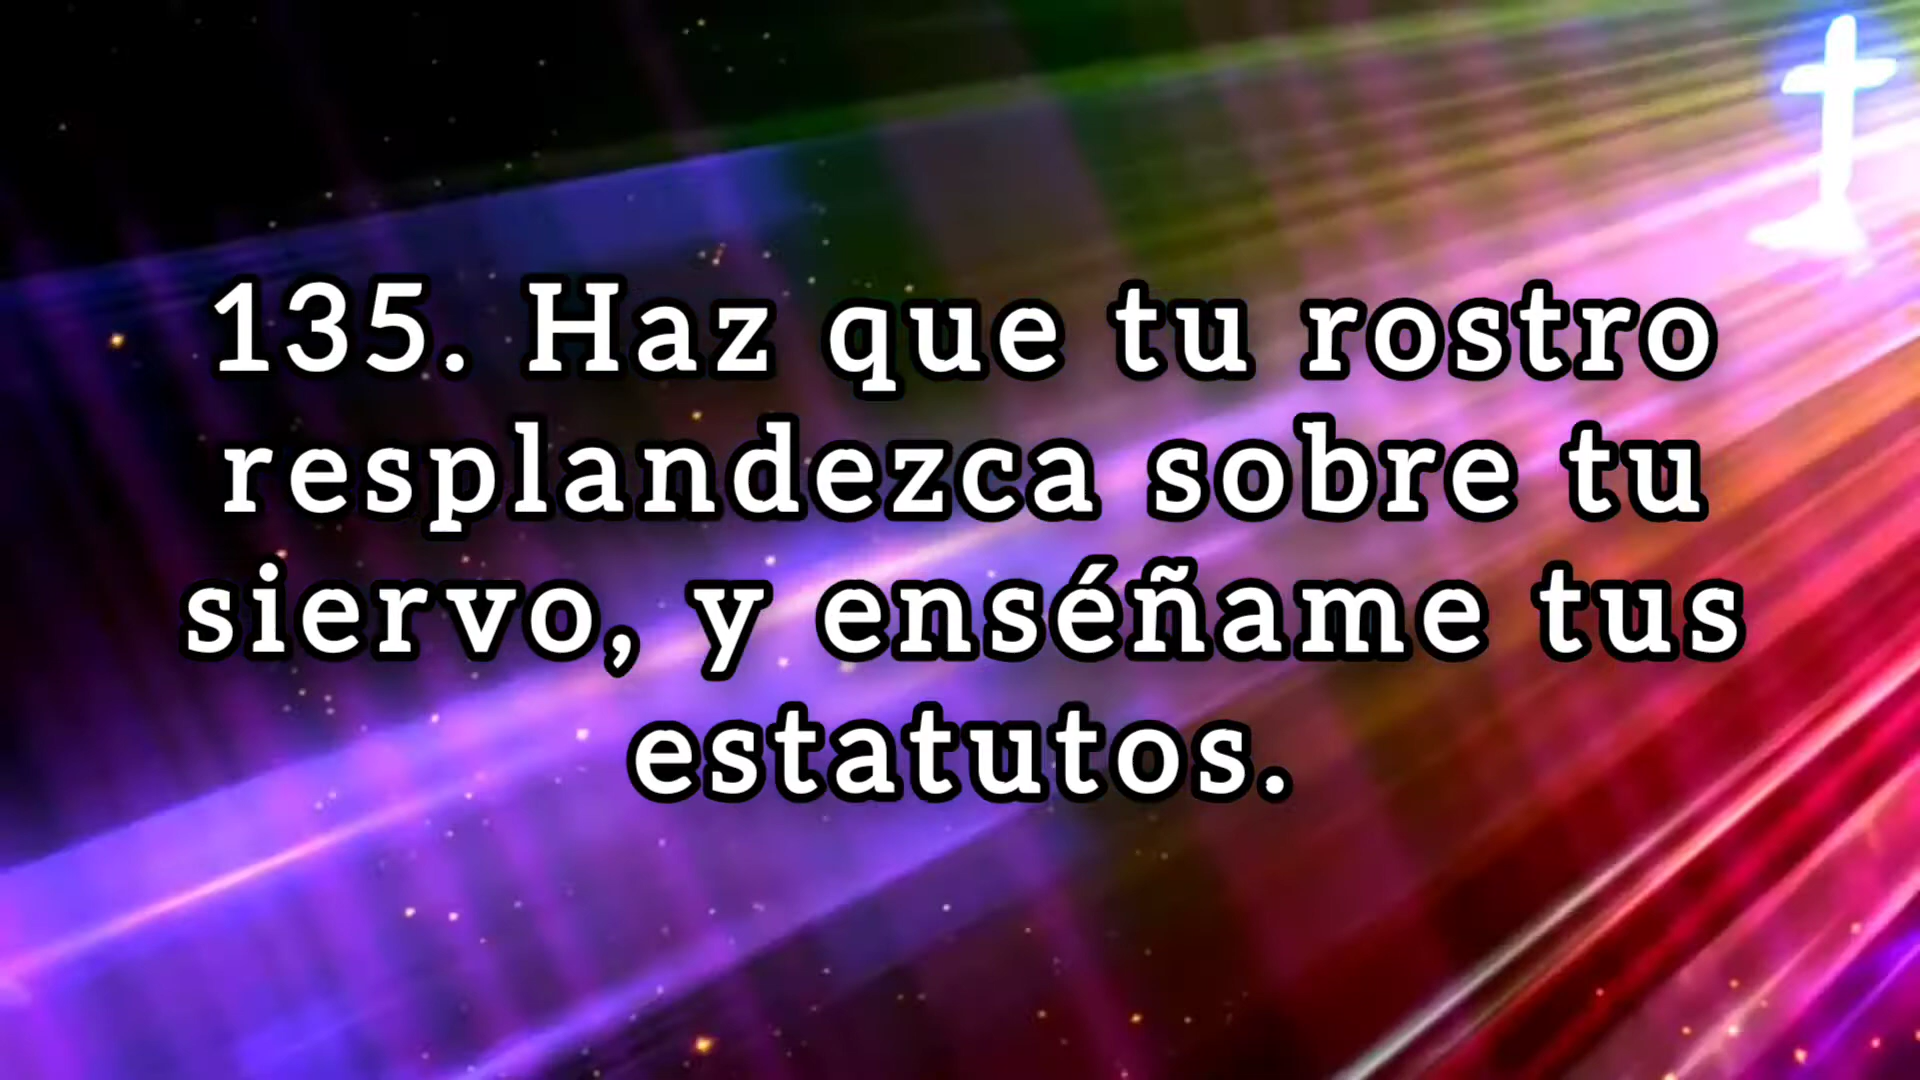 135. Haz que tu rostro
resplandezca sobre tu
siervo, y enséñame tus
estatutos.